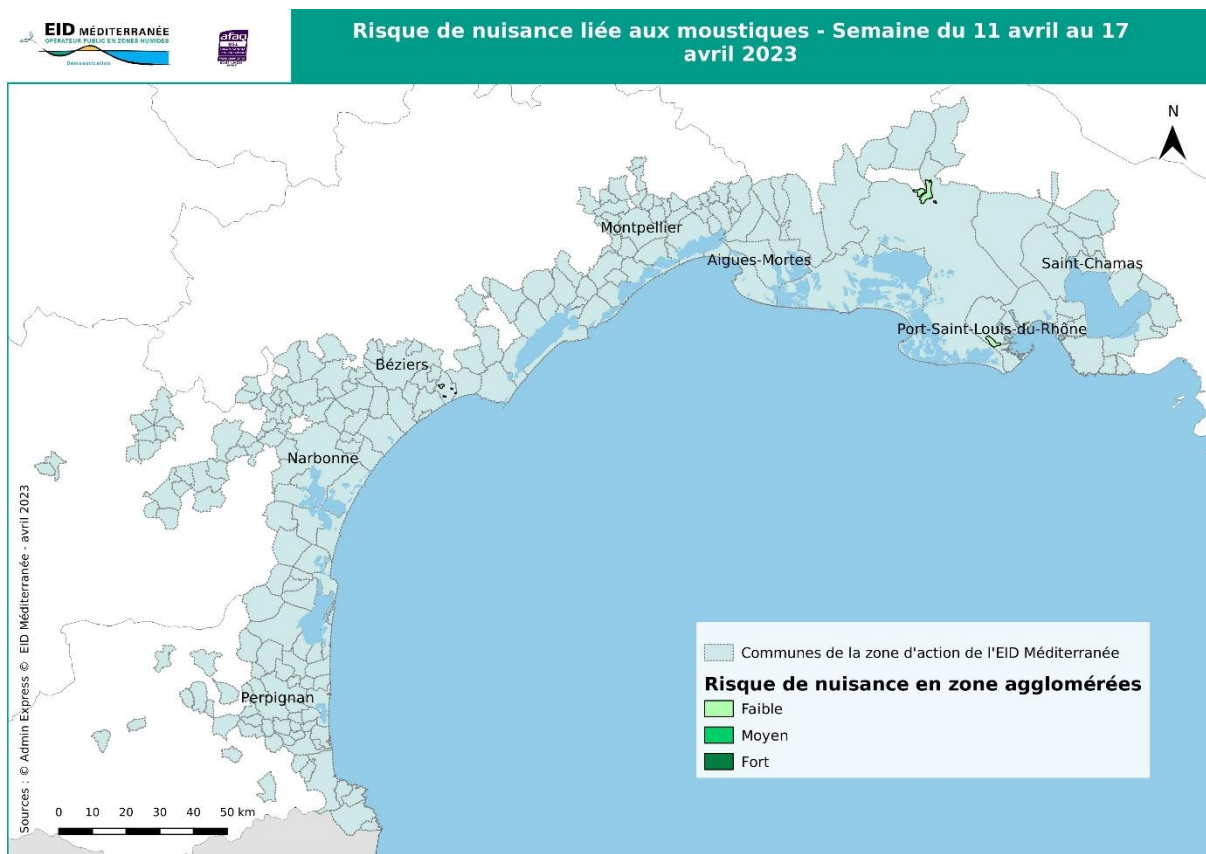 EID MÉDITERRANÉE
OPÉRATEUR PUBLIC EN ZONES HUMIDES
Démoustication
afaq
Risque de nuisance liée aux moustiques - Semaine du 11 avril au 17
avril 2023
N
Montpellier
Aigues-Mortes
Saint-Chamas
Port-Saint-Louis-du-Rhône
Béziers
Narbonne
Perpignan
Communes de la zone d'action de l'EID Méditerranée
Risque de nuisance en zone agglomérées
Faible
Moyen
Fort
0 10 20 30 40 50 km
Sources : © Admin Express © EID Méditerranée - avril 2023